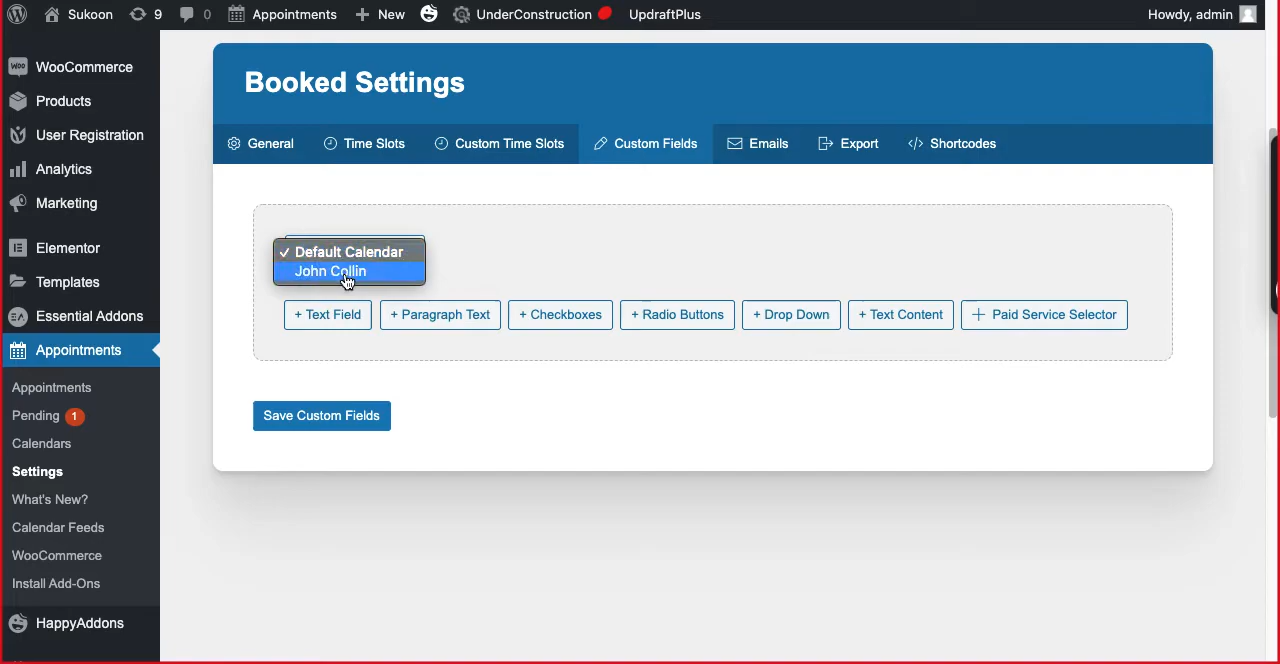 Sukoon 9 0 Appointments New UnderConstruction UpdraftPlus Howdy, admin
WooCommerce
Products
User Registration
Analytics
Marketing
Elementor
Templates
Essential Addons
Appointments
Appointments
Pending 1
Calendars
Settings
What's New?
Calendar Feeds
WooCommerce
Install Add-Ons
HappyAddons
Booked Settings
General Time Slots Custom Time Slots Custom Fields Emails Export Shortcodes
✓ Default Calendar
John Collin
+ Text Field + Paragraph Text + Checkboxes + Radio Buttons + Drop Down + Text Content + Paid Service Selector
Save Custom Fields